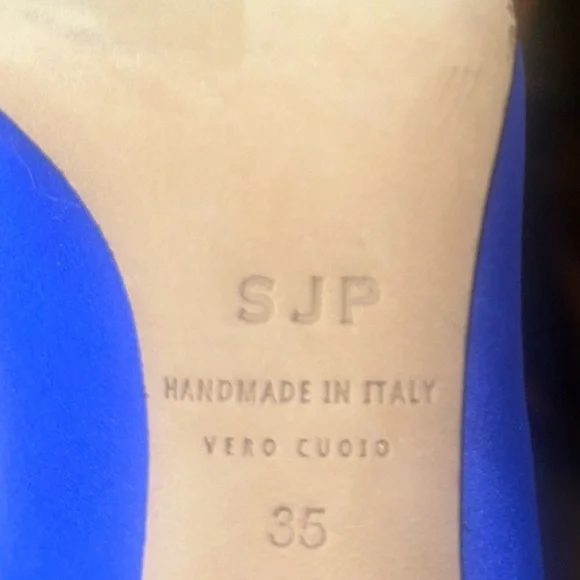 SJP
HANDMADE IN ITALY
VERO CUOIO
35